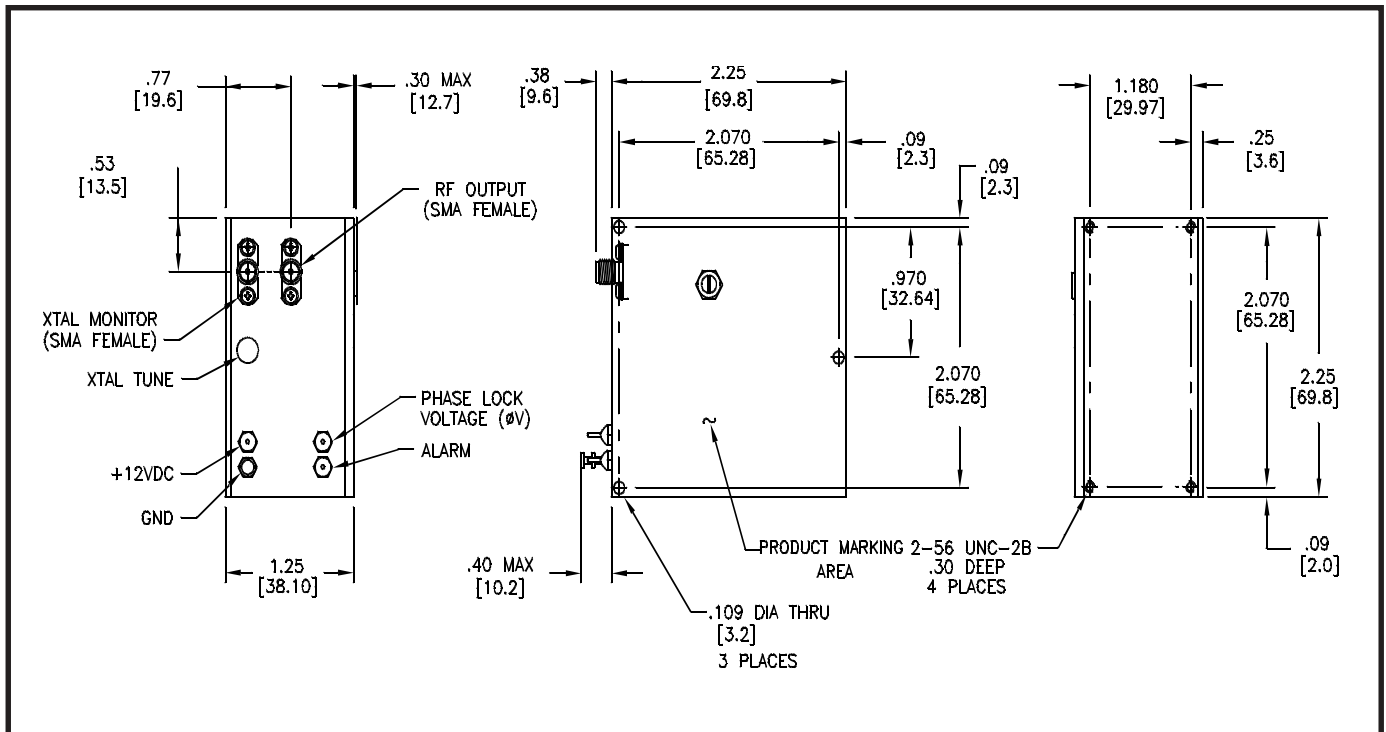 .77
[19.6]
.30 MAX
[12.7]
.53
[13.5]
RF OUTPUT
(SMA FEMALE)
XTAL MONITOR
(SMA FEMALE)
XTAL TUNE
PHASE LOCK
VOLTAGE (øV)
ALARM
+12VDC
GND
1.25
[38.10]
.38
[9.6]
2.25
[69.8]
2.070
[65.28]
.09
[2.3]
.09
[2.3]
.970
[32.64]
2.070
[65.28]
.40 MAX
[10.2]
PRODUCT MARKING
AREA
.109 DIA THRU
[3.2]
3 PLACES
2-56 UNC-2B
.30 DEEP
4 PLACES
1.180
[29.97]
.25
[3.6]
2.070
[65.28]
2.25
[69.8]
.09
[2.0]